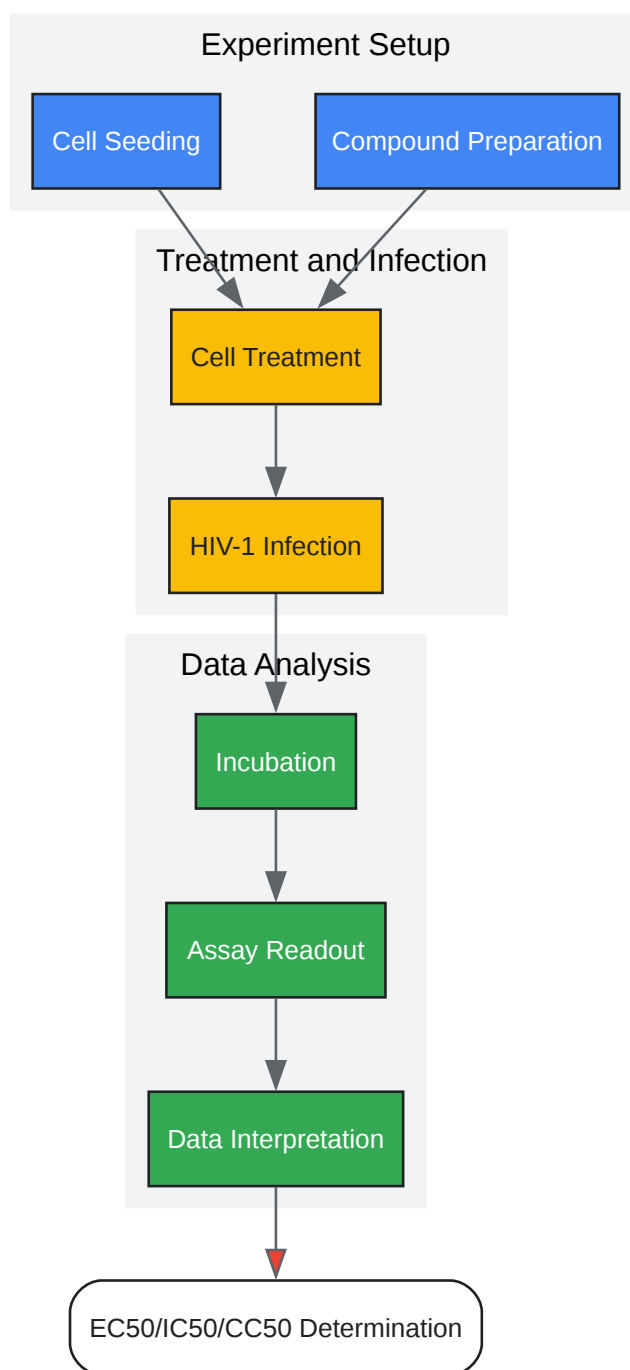 Experiment Setup
Cell Seeding
Compound Preparation
Treatment and Infection
Cell Treatment
HIV-1 Infection
Data Analysis
Incubation
Assay Readout
Data Interpretation
EC50/IC50/CC50 Determination